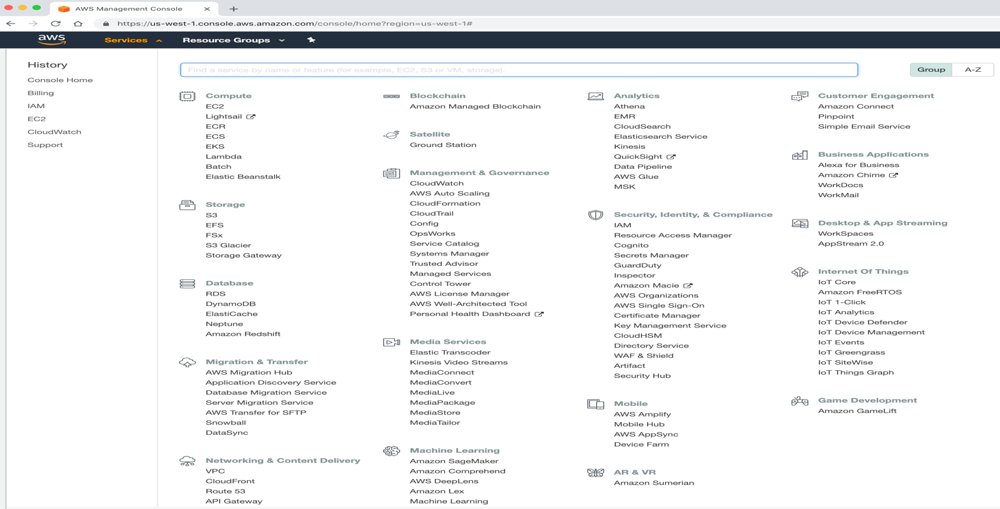 AWS Management Console
https://us-west-1.console.aws.amazon.com/console/home?region=us-west-1#
aws
Services
Resource Groups
History
Console Home
Billing
IAM
EC2
CloudWatch
Support
Find a service by name or feature (for example, EC2, S3 or VM, storage).
Group
A-Z
Compute
EC2
Lightsail
ECR
ECS
EKS
Lambda
Batch
Elastic Beanstalk
Storage
S3
EFS
FSx
S3 Glacier
Storage Gateway
Database
RDS
DynamoDB
ElastiCache
Neptune
Amazon Redshift
Migration & Transfer
AWS Migration Hub
Application Discovery Service
Database Migration Service
Server Migration Service
AWS Transfer for SFTP
Snowball
DataSync
Networking & Content Delivery
VPC
CloudFront
Route 53
API Gateway
Blockchain
Amazon Managed Blockchain
Satellite
Ground Station
Management & Governance
CloudWatch
AWS Auto Scaling
CloudFormation
CloudTrail
Config
OpsWorks
Service Catalog
Systems Manager
Trusted Advisor
Managed Services
Control Tower
AWS License Manager
AWS Well-Architected Tool
Personal Health Dashboard
Media Services
Elastic Transcoder
Kinesis Video Streams
MediaConnect
MediaConvert
MediaLive
MediaPackage
MediaStore
MediaTailor
Machine Learning
Amazon SageMaker
Amazon Comprehend
AWS DeepLens
Amazon Lex
Machine Learning
Analytics
Athena
EMR
CloudSearch
Elasticsearch Service
Kinesis
QuickSight
Data Pipeline
AWS Glue
MSK
Security, Identity, & Compliance
IAM
Resource Access Manager
Cognito
Secrets Manager
GuardDuty
Inspector
Amazon Macie
AWS Organizations
AWS Single Sign-On
Certificate Manager
Key Management Service
CloudHSM
Directory Service
WAF & Shield
Artifact
Security Hub
Mobile
AWS Amplify
Mobile Hub
AWS AppSync
Device Farm
AR & VR
Amazon Sumerian
Customer Engagement
Amazon Connect
Pinpoint
Simple Email Service
Business Applications
Alexa for Business
Amazon Chime
WorkDocs
WorkMail
Desktop & App Streaming
WorkSpaces
AppStream 2.0
Internet Of Things
IoT Core
Amazon FreeRTOS
IoT 1-Click
IoT Analytics
IoT Device Defender
IoT Device Management
IoT Events
IoT Greengrass
IoT SiteWise
IoT Things Graph
Game Development
Amazon GameLift